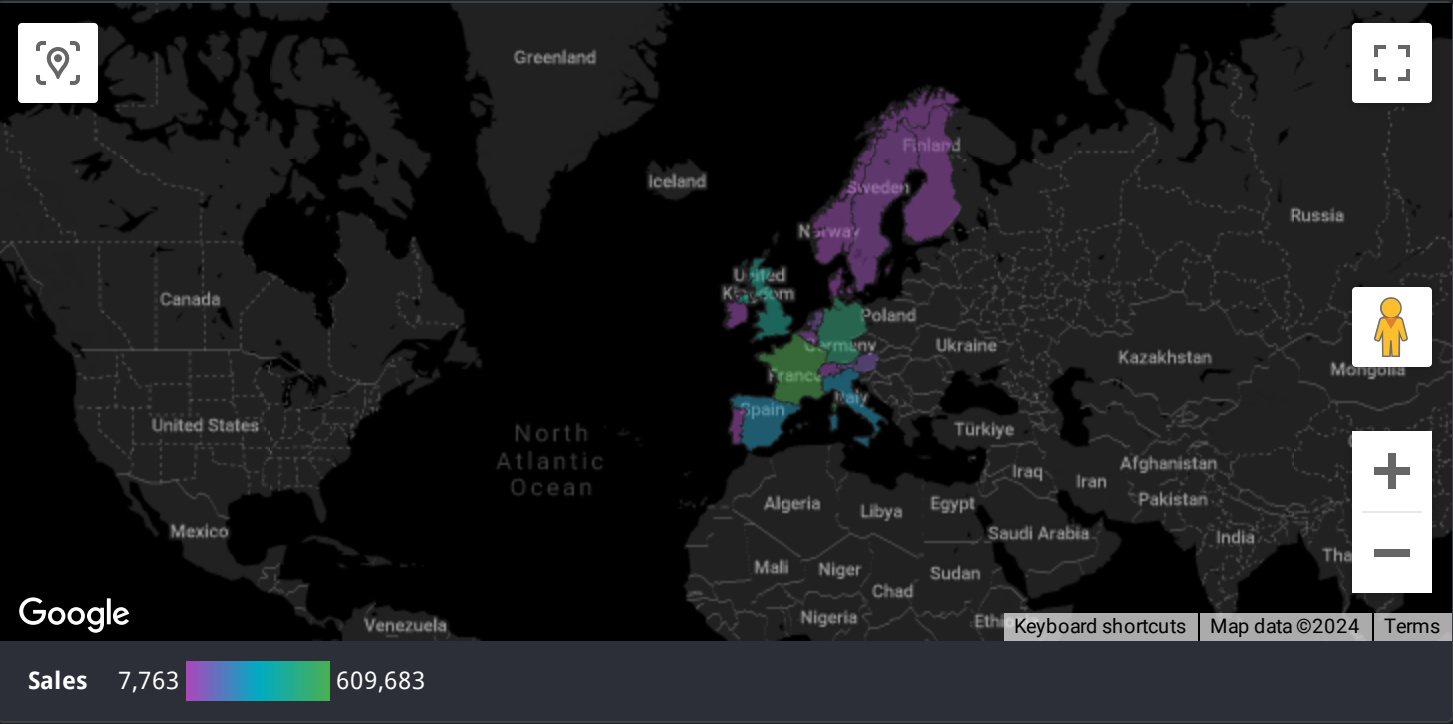 Greenland
Finland
Iceland
Sweden
Russia
Norway
United
Kingdom
Canada
Poland
Germany
Ukraine
Kazakhstan
Mongolia
France
Italy
Spain
United States
Türkiye
North
Atlantic
Ocean
Afghanistan
Iraq
Iran
Pakistan
Algeria
Libya
Egypt
Mexico
Saudi Arabia
India
Mali
Niger
Sudan
Chad
Nigeria
Venezuela
Google
Keyboard shortcuts
Map data ©2024
Terms
Sales 7,763 609,683